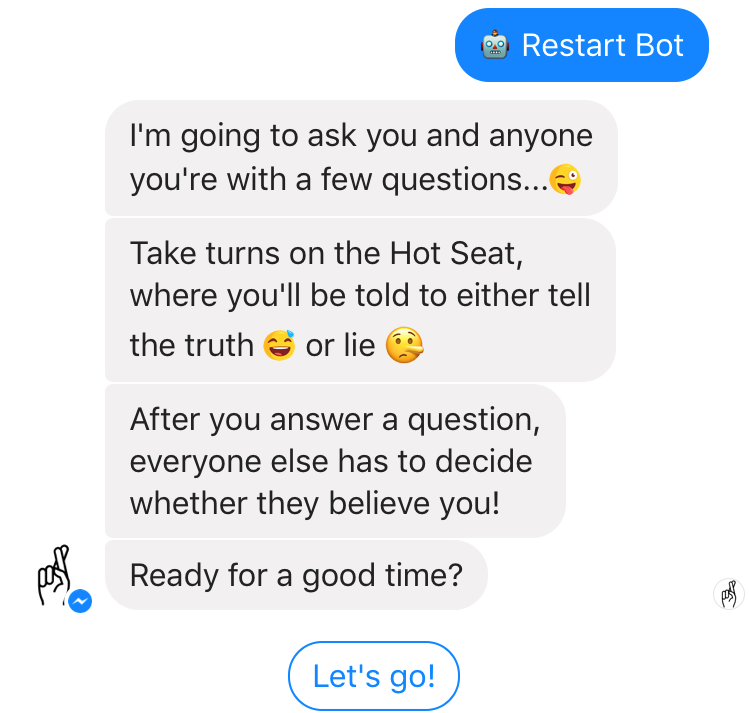 🤖 Restart Bot
I'm going to ask you and anyone
you're with a few questions...😜
Take turns on the Hot Seat,
where you'll be told to either tell
the truth 😅 or lie 🤥
After you answer a question,
everyone else has to decide
whether they believe you!
Ready for a good time?
Let's go!